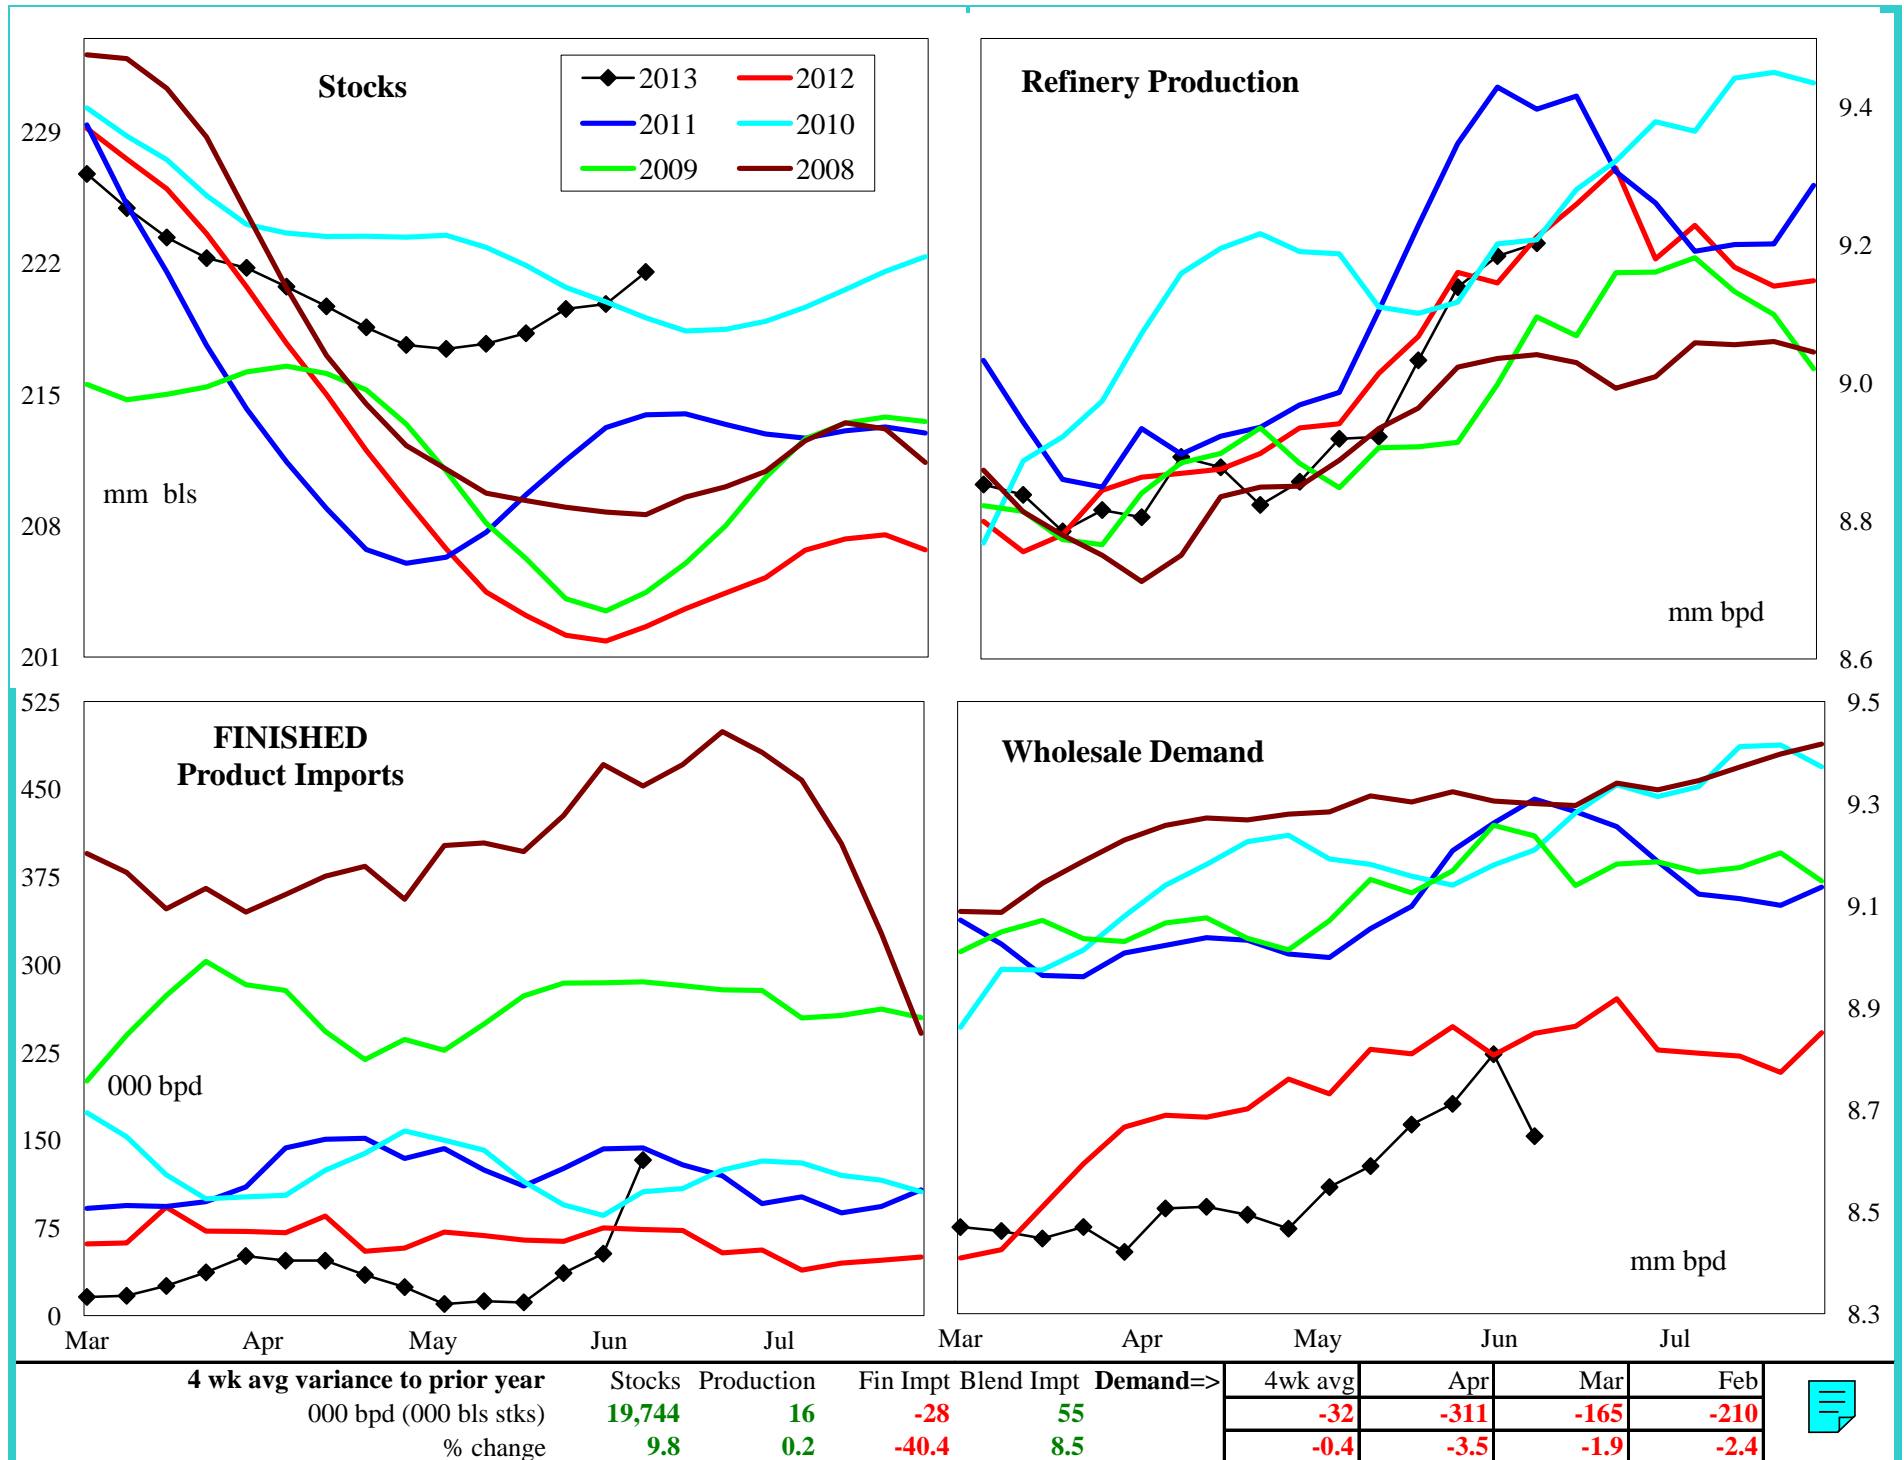 Stocks
2013
2012
2011
2010
2009
2008
229
222
215
208
201
mm bls
Refinery Production
9.4
9.2
9.0
8.8
8.6
mm bpd
525
450
375
300
225
150
75
0
FINISHED
Product Imports
000 bpd
Mar Apr May Jun Jul
Wholesale Demand
9.5
9.3
9.1
8.9
8.7
8.5
8.3
mm bpd
Mar Apr May Jun Jul
4 wk avg variance to prior year Stocks Production Fin Impt Blend Impt Demand=> 4wk avg Apr Mar Feb
000 bpd (000 bls stks) 19,744 16 -28 55 -32 -311 -165 -210
% change 9.8 0.2 -40.4 8.5 -0.4 -3.5 -1.9 -2.4